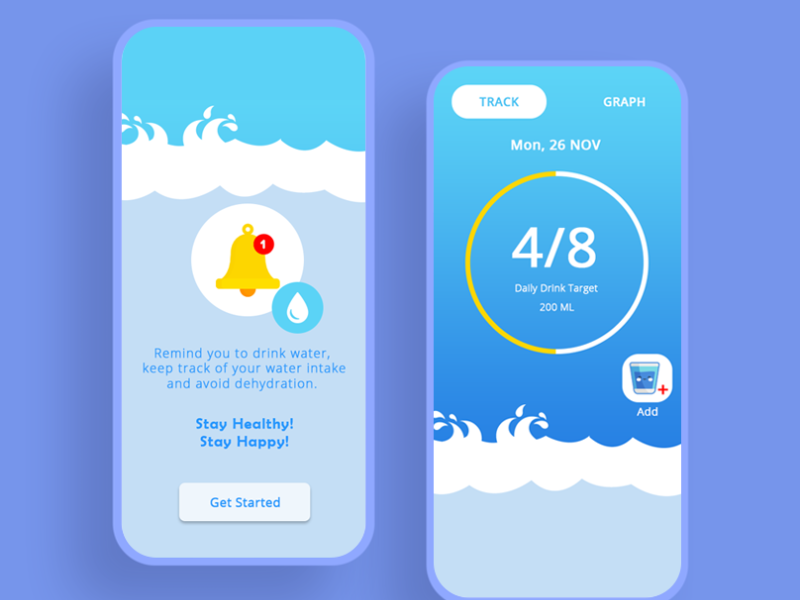 1
Remind you to drink water,
keep track of your water intake
and avoid dehydration.
Stay Healthy!
Stay Happy!
Get Started
TRACK
GRAPH
Mon, 26 NOV
4/8
Daily Drink Target
200 ML
Add